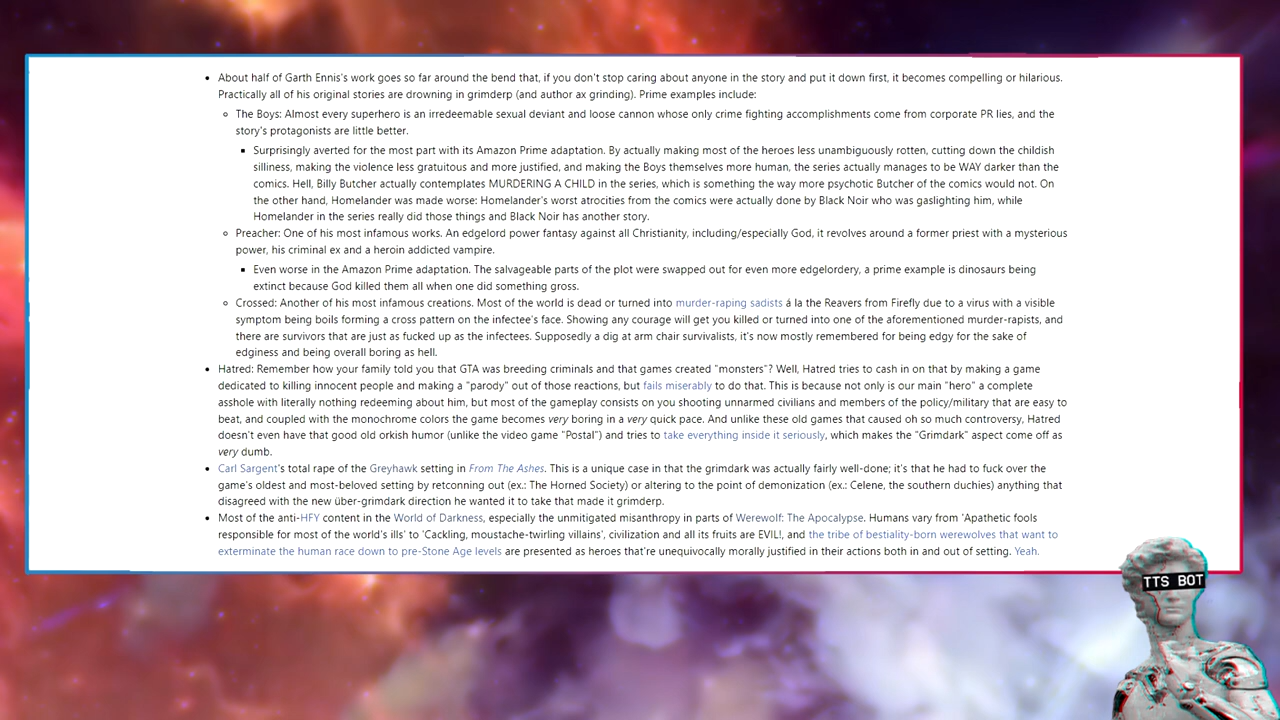 About half of Garth Ennis's work goes so far around the bend that, if you don't stop caring about anyone in the story and put it down first, it becomes compelling or hilarious.
Practically all of his original stories are drowning in grimderp (and author ax grinding). Prime examples include:
The Boys: Almost every superhero is an irredeemable sexual deviant and loose cannon whose only crime fighting accomplishments come from corporate PR lies, and the
story's protagonists are little better.
Surprisingly averted for the most part with its Amazon Prime adaptation. By actually making most of the heroes less unambiguously rotten, cutting down the childish
silliness, making the violence less gratuitous and more justified, and making the Boys themselves more human, the series actually manages to be WAY darker than the
comics. Hell, Billy Butcher actually contemplates MURDERING A CHILD in the series, which is something the way more psychotic Butcher of the comics would not. On
the other hand, Homelander was made worse: Homelander's worst atrocities from the comics were actually done by Black Noir who was gaslighting him, while
Homelander in the series really did those things and Black Noir has another story.
Preacher: One of his most infamous works. An edgelord power fantasy against all Christianity, including/especially God, it revolves around a former priest with a mysterious
power, his criminal ex and a heroin addicted vampire.
Even worse in the Amazon Prime adaptation. The salvageable parts of the plot were swapped out for even more edgelordery, a prime example is dinosaurs being
extinct because God killed them all when one did something gross.
Crossed: Another of his most infamous creations. Most of the world is dead or turned into murder-raping sadists á la the Reavers from Firefly due to a virus with a visible
symptom being boils forming a cross pattern on the infectee's face. Showing any courage will get you killed or turned into one of the aforementioned murder-rapists, and
there are survivors that are just as fucked up as the infectees. Supposedly a dig at arm chair survivalists, it's now mostly remembered for being edgy for the sake of
edginess and being overall boring as hell.
Hatred: Remember how your family told you that GTA was breeding criminals and that games created "monsters"? Well, Hatred tries to cash in on that by making a game
dedicated to killing innocent people and making a "parody" out of those reactions, but fails miserably to do that. This is because not only is our main "hero" a complete
asshole with literally nothing redeeming about him, but most of the gameplay consists on you shooting unarmed civilians and members of the policy/military that are easy to
beat, and coupled with the monochrome colors the game becomes very boring in a very quick pace. And unlike these old games that caused oh so much controversy, Hatred
doesn't even have that good old orkish humor (unlike the video game "Postal") and tries to take everything inside it seriously, which makes the "Grimdark" aspect come off as
very dumb.
Carl Sargent's total rape of the Greyhawk setting in From The Ashes. This is a unique case in that the grimdark was actually fairly well-done; it's that he had to fuck over the
game's oldest and most-beloved setting by retconning out (ex.: The Horned Society) or altering to the point of demonization (ex.: Celene, the southern duchies) anything that
disagreed with the new über-grimdark direction he wanted it to take that made it grimderp.
Most of the anti-HFY content in the World of Darkness, especially the unmitigated misanthropy in parts of Werewolf: The Apocalypse. Humans vary from 'Apathetic fools
responsible for most of the world's ills' to 'Cackling, moustache-twirling villains', civilization and all its fruits are EVIL!, and the tribe of bestiality-born werewolves that want to
exterminate the human race down to pre-Stone Age levels are presented as heroes that're unequivocally morally justified in their actions both in and out of setting. Yeah.
TTS BOT